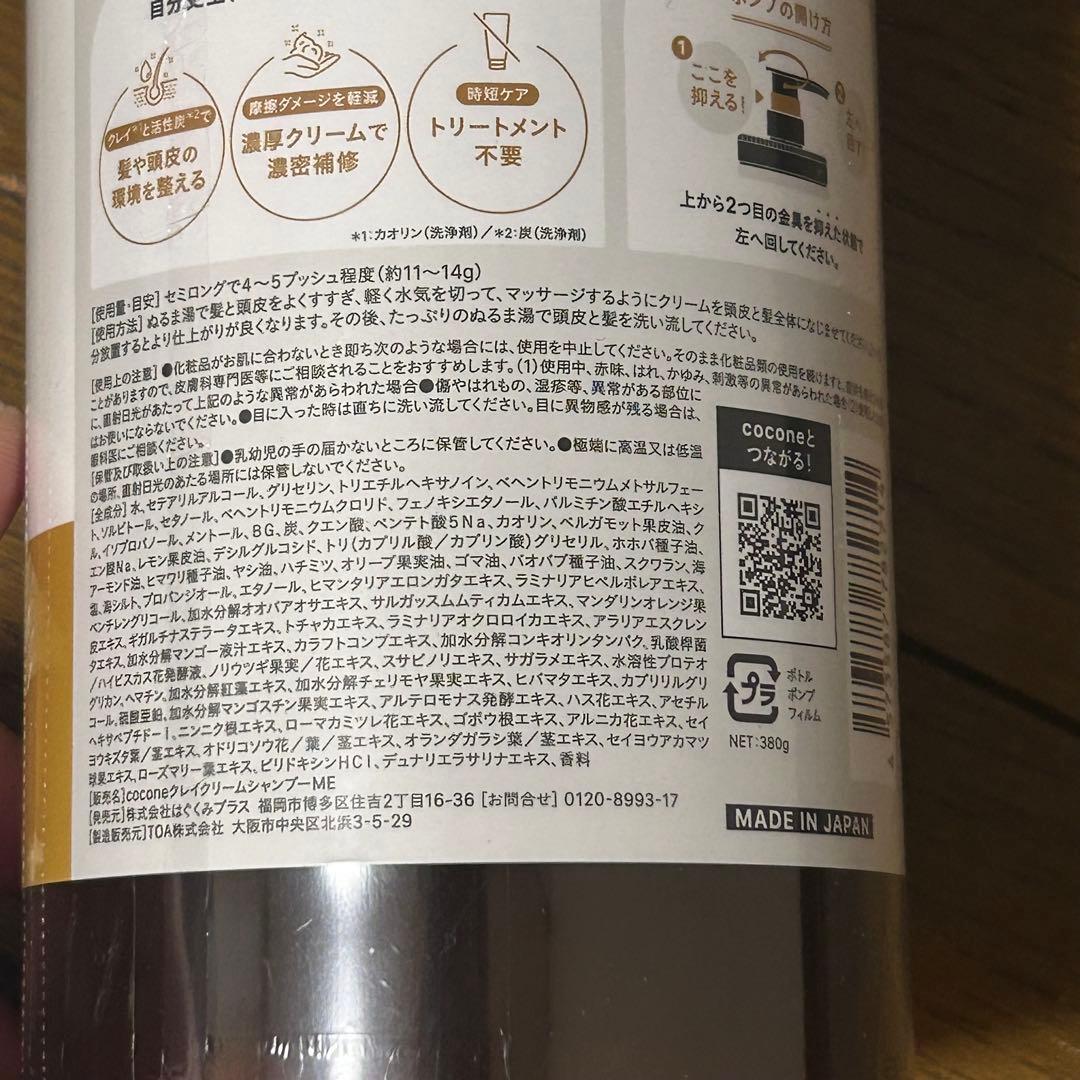 クレイ*1と活性炭*2で
髪や頭皮の
環境を整える
摩擦ダメージを軽減
濃厚クリームで
濃密補修
時短ケア
トリートメント
不要
*1:カオリン(洗浄剤)/*2:炭(洗浄剤)
の開け方
1
ここを
抑える!
2
上から2つ目の金具を抑えた状態で
左へ回してください。
[使用量・目安]セミロングで4〜5プッシュ程度(約11〜14g)
[使用方法]ぬるま湯で髪と頭皮をよくすすぎ、軽く水気を切って、マッサージするようにクリームを頭皮と髪全体になじませてください。
分放置するとより仕上がりが良くなります。その後、たっぷりのぬるま湯で頭皮と髪を洗い流してください。
[使用上の注意]●化粧品がお肌に合わないとき即ち次のような場合には、使用を中止してください。そのまま化粧品類の使用を続けますと、
ことがありますので、皮膚科専門医等にご相談されることをおすすめします。(1)使用中、赤味、はれ、かゆみ、刺激等の異常があらわれた場合(2)
に、直射日光があたって上記のような異常があらわれた場合●傷やはれもの、湿疹等、異常がある部位に
はお使いにならないでください。●目に入った時は直ちに洗い流してください。目に異物感が残る場合は、
眼科医にご相談ください。
[保管及び取扱い上の注意]●乳幼児の手の届かないところに保管してください。●極端に高温又は低温
の場所、直射日光のあたる場所には保管しないでください。
[全成分]水、セテアリルアルコール、グリセリン、トリエチルヘキサノイン、ベヘントリモニウムメトサルフェー
ト、ソルビトール、セタノール、ベヘントリモニウムクロリド、フェノキシエタノール、パルミチン酸エチルヘキシ
ル、イソプロパノール、メントール、BG、炭、クエン酸、ペンテト酸5Na、カオリン、ベルガモット果皮油、ク
エン酸Na、レモン果皮油、デシルグルコシド、トリ(カプリル酸/カプリン酸)グリセリル、ホホバ種子油、
アーモンド油、ヒマワリ種子油、ヤシ油、ハチミツ、オリーブ果実油、ゴマ油、バオバブ種子油、スクワラン、海
塩、海シルト、プロパンジオール、エタノール、ヒマンタリアエロンガタエキス、ラミナリアヒペルボレアエキス、
ペンチレングリコール、加水分解オオバアオサエキス、サルガッスムムティカムエキス、マンダリンオレンジ果
皮エキス、ギガルチナステラータエキス、トチャカエキス、ラミナリアオクロロイカエキス、アラリアエスクレン
タエキス、加水分解マンゴー液汁エキス、カラフトコンブエキス、加水分解コンキオリンタンパク、乳酸桿菌
/ハイビスカス花発酵液、ノリウツギ果実/花エキス、スサビノリエキス、サガラメエキス、水溶性プロテオ
グリカン、ヘマチン、加水分解紅藻エキス、加水分解チェリモヤ果実エキス、ヒバマタエキス、カプリリルグリ
コール、硫酸亜鉛、加水分解マンゴスチン果実エキス、アルテロモナス発酵エキス、ハス花エキス、アセチル
ヘキサペプチドー1、ニンニク根エキス、ローマカミツレ花エキス、ゴボウ根エキス、アルニカ花エキス、セイ
ヨウキズタ葉/茎エキス、オドリコソウ花/葉/茎エキス、オランダガラシ葉/茎エキス、セイヨウアカマツ
球果エキス、ローズマリー葉エキス、ピリドキシンHCl、デュナリエラサリナエキス、香料
[販売名]coconeクレイクリームシャンプーME
[発売元]株式会社はぐくみプラス 福岡市博多区住吉2丁目16-36 [お問合せ] 0120-8993-17
[製造販売元]TOA株式会社 大阪市中央区北浜3-5-29
coconeと
つながる!
プラ
ボトル
ポンプ
フィルム
NET:380g
MADE IN JAPAN